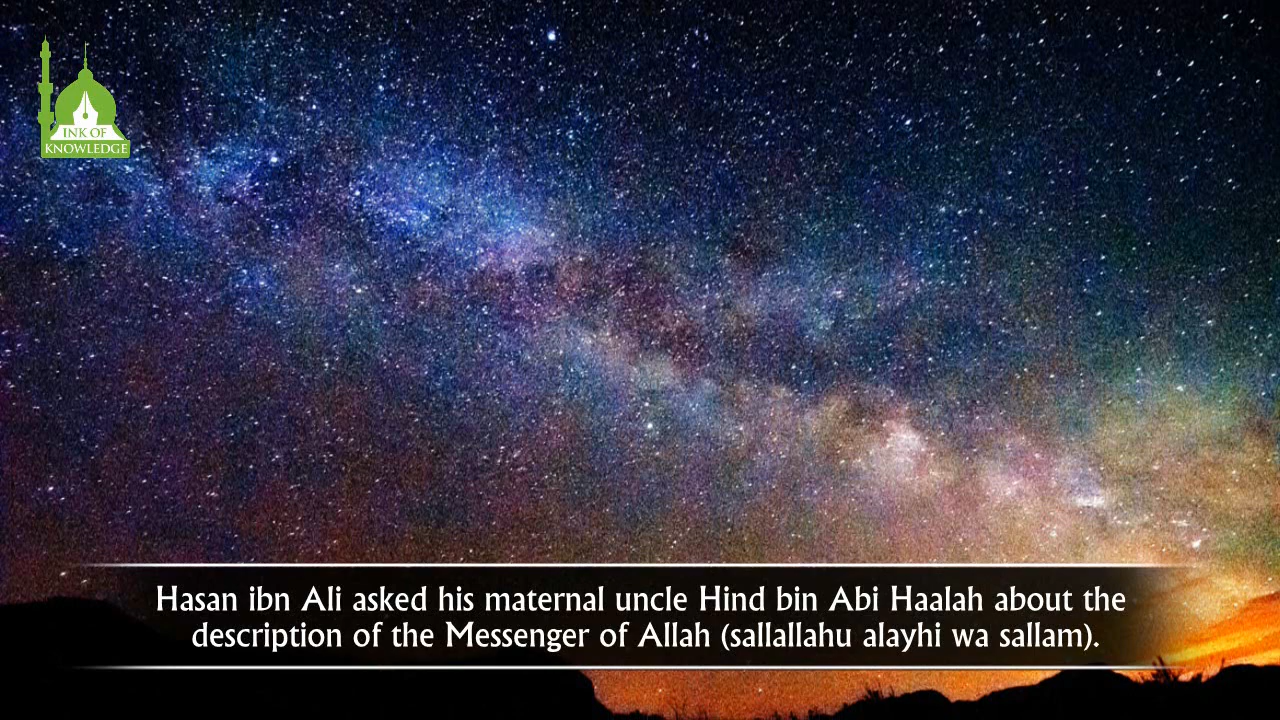 INK OF
KNOWLEDGE
Hasan ibn Ali asked his maternal uncle Hind bin Abi Haalah about the
description of the Messenger of Allah (sallallahu alayhi wa sallam).